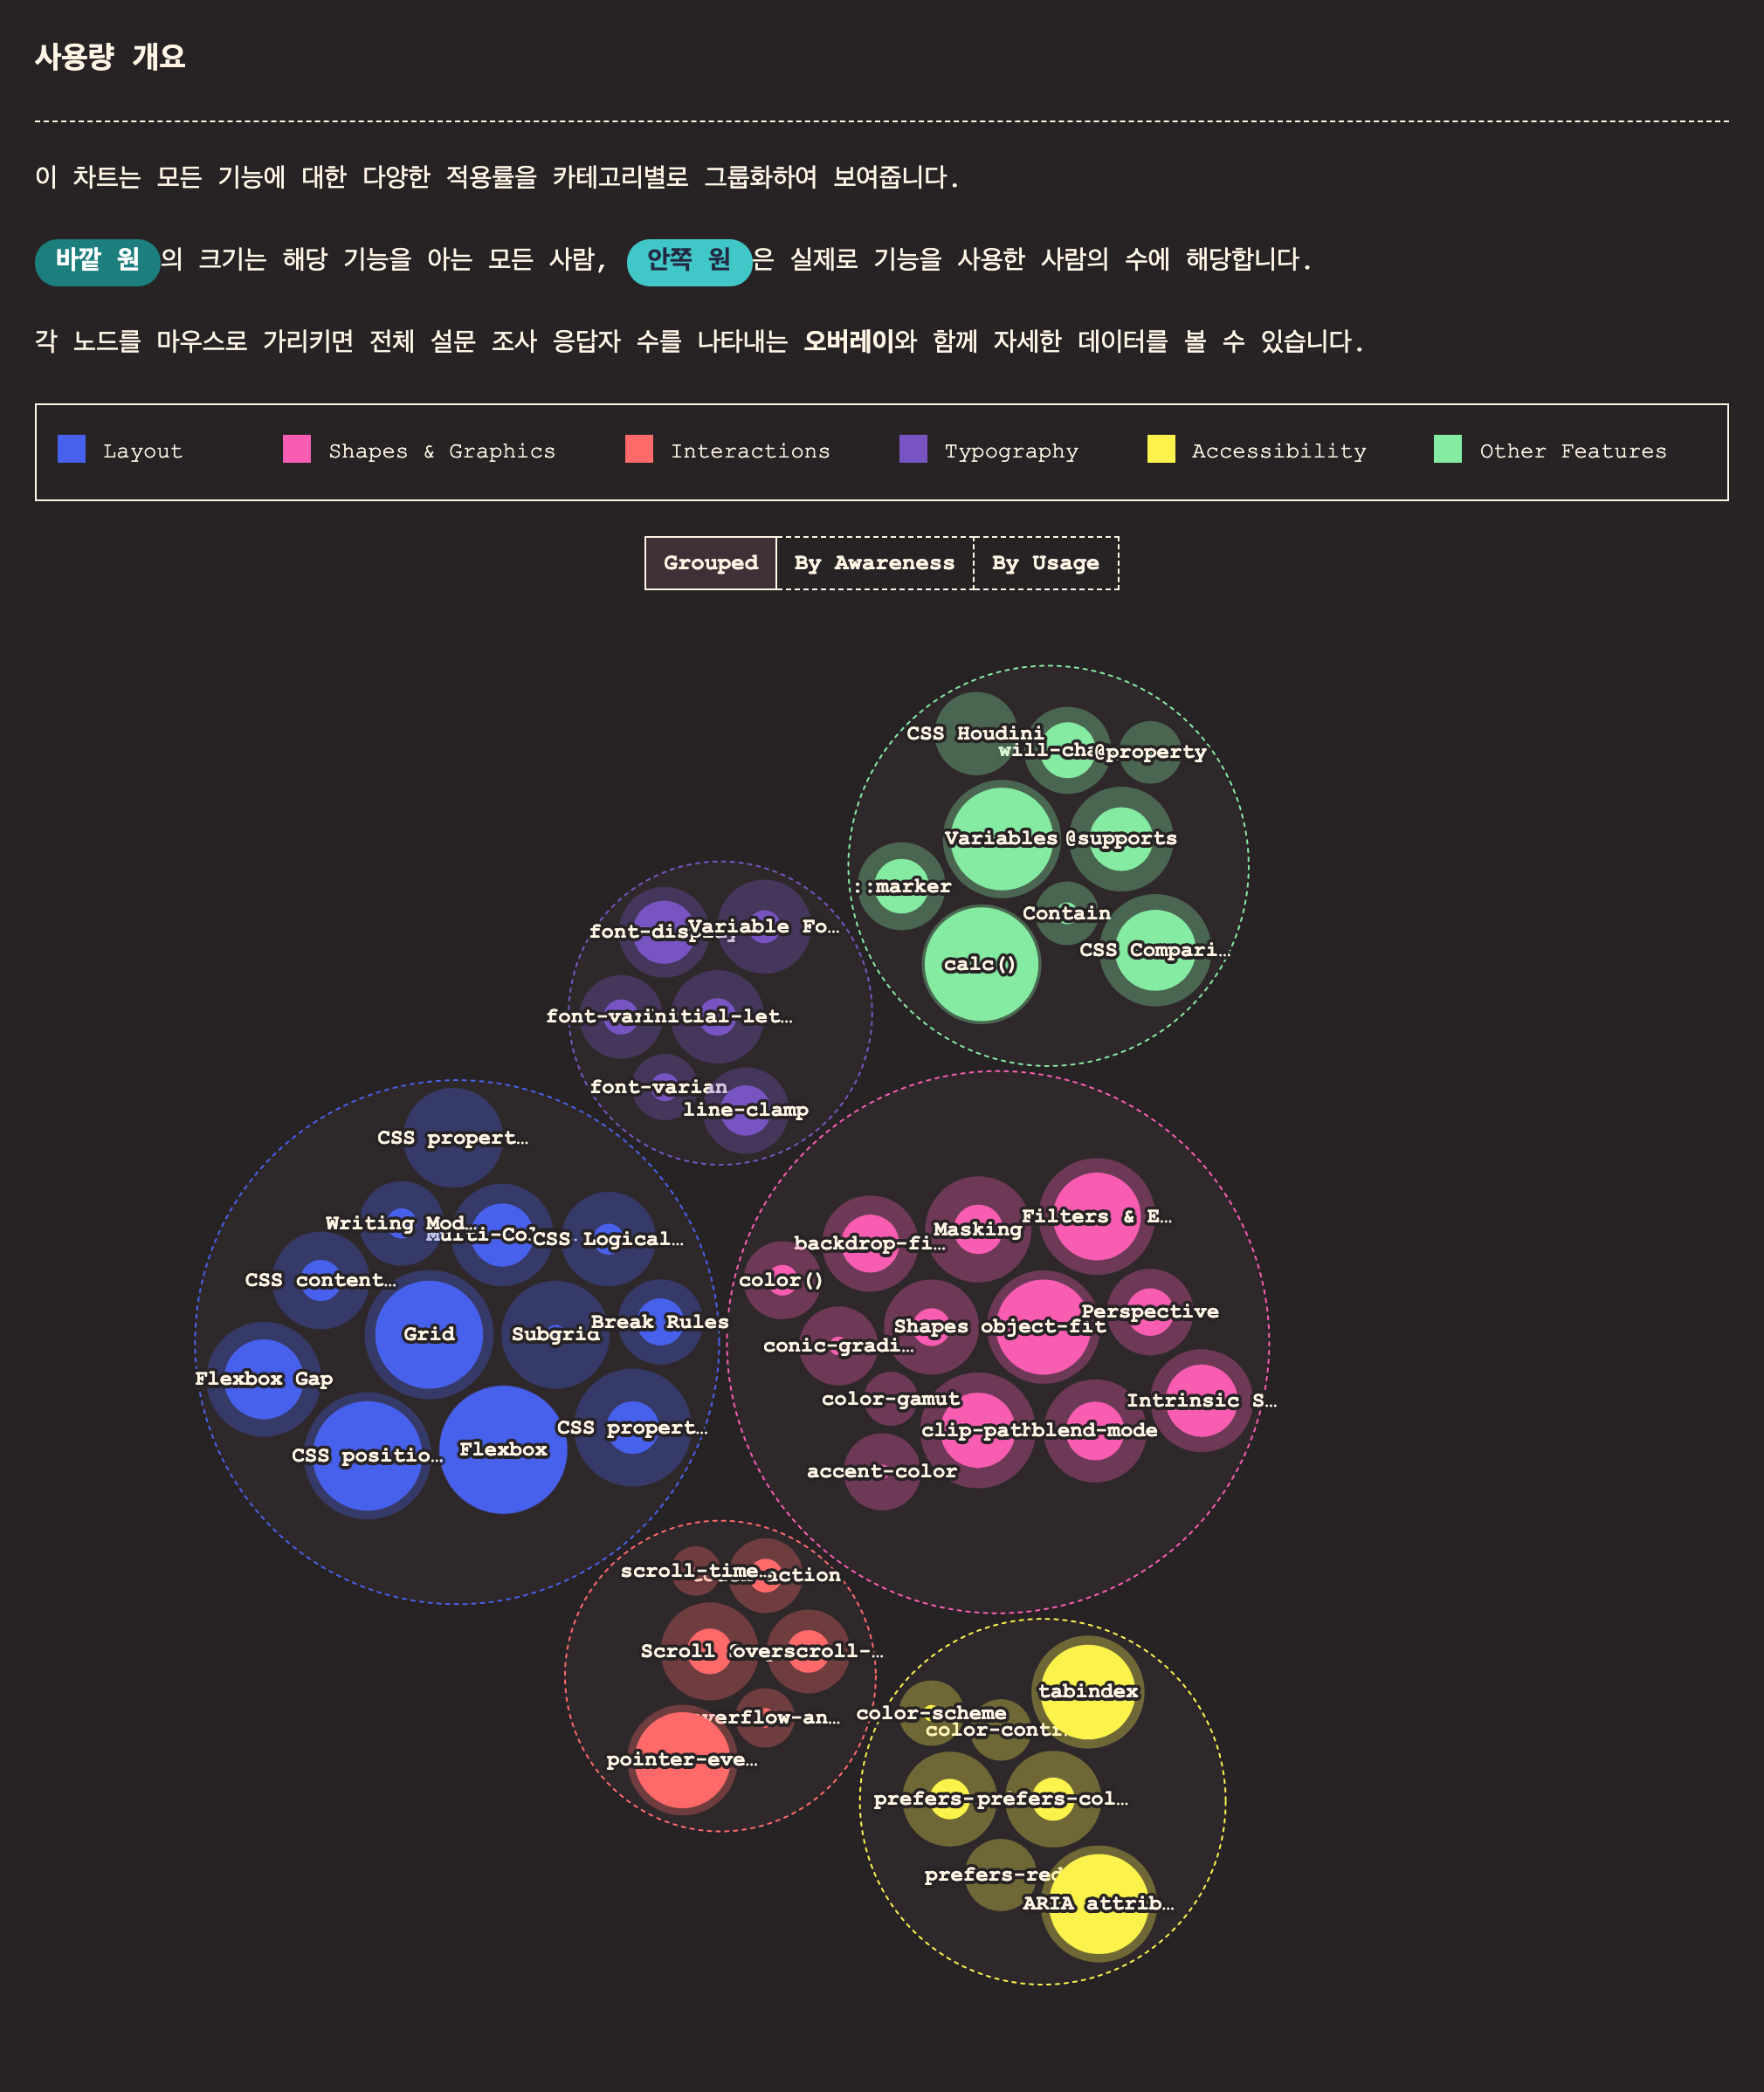 사용량 개요
이 차트는 모든 기능에 대한 다양한 적용률을 카테고리별로 그룹화하여 보여줍니다.
바깥 원의 크기는 해당 기능을 아는 모든 사람, 안쪽 원은 실제로 기능을 사용한 사람의 수에 해당합니다.
각 노드를 마우스로 가리키면 전체 설문 조사 응답자 수를 나타내는 오버레이와 함께 자세한 데이터를 볼 수 있습니다.
Layout Shapes & Graphics Interactions Typography Accessibility Other Features
Grouped By Awareness By Usage
CSS Houdini
will-cha
@property
Variables
@supports
::marker
Contain
CSS Compari…
calc()
font-display
Variable Fo…
font-var
initial-let…
font-varian
line-clamp
CSS propert…
Writing Mod…
Multi-Co
CSS Logical…
CSS content…
Grid
Subgrid
Break Rules
Flexbox Gap
CSS positio…
Flexbox
CSS propert…
backdrop-fi…
Masking
Filters & E…
color()
conic-gradi…
Shapes
object-fit
Perspective
color-gamut
Intrinsic S…
clip-path
blend-mode
accent-color
scroll-time…
action
Scroll
overscroll-…
verflow-an…
pointer-eve…
tabindex
color-scheme
color-contr
prefers-
prefers-col…
prefers-red
ARIA attrib…